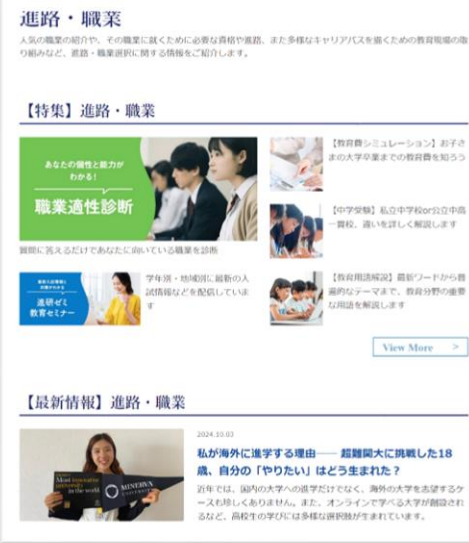 進路・職業
人気の職業の紹介や、その職業に就くために必要な資格や進路、また多様なキャリアパスを描くための教育現場の取
り組みなど、進路・職業選択に関する情報をご紹介します。
【特集】進路・職業
あなたの個性と能力が
わかる!
職業適性診断
質問に答えるだけであなたに向いている職業を診断
進研ゼミ
教育セミナー
学年別・地域別に最新の入
試情報などを配信していま
す
【教育費シミュレーション】お子さ
まの大学卒業までの教育費を知ろう
【中学受験】私立中学校or公立中高
一貫校、違いを詳しく解説します
【教育用語解説】最新ワードから普
遍的なテーマまで、教育分野の重要
な用語を解説します
View More >
【最新情報】進路・職業
Most innovative
university
in the world
MINERVA
UNIVERSITY
2024.10.03
私が海外に進学する理由—— 超難関大に挑戦した18
歳、自分の「やりたい」はどう生まれた?
近年では、国内の大学への進学だけでなく、海外の大学を志望するケ
ースも珍しくありません。また、オンラインで学べる大学が創設され
るなど、高校生の学びには多様な選択肢が生まれています。